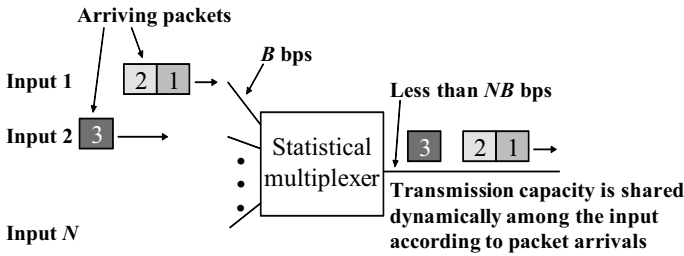 Arriving packets
B bps
Input 1
2 1
Less than NB bps
Input 2
3
Statistical
multiplexer
3
2 1
Transmission capacity is shared
dynamically among the input
according to packet arrivals
Input N